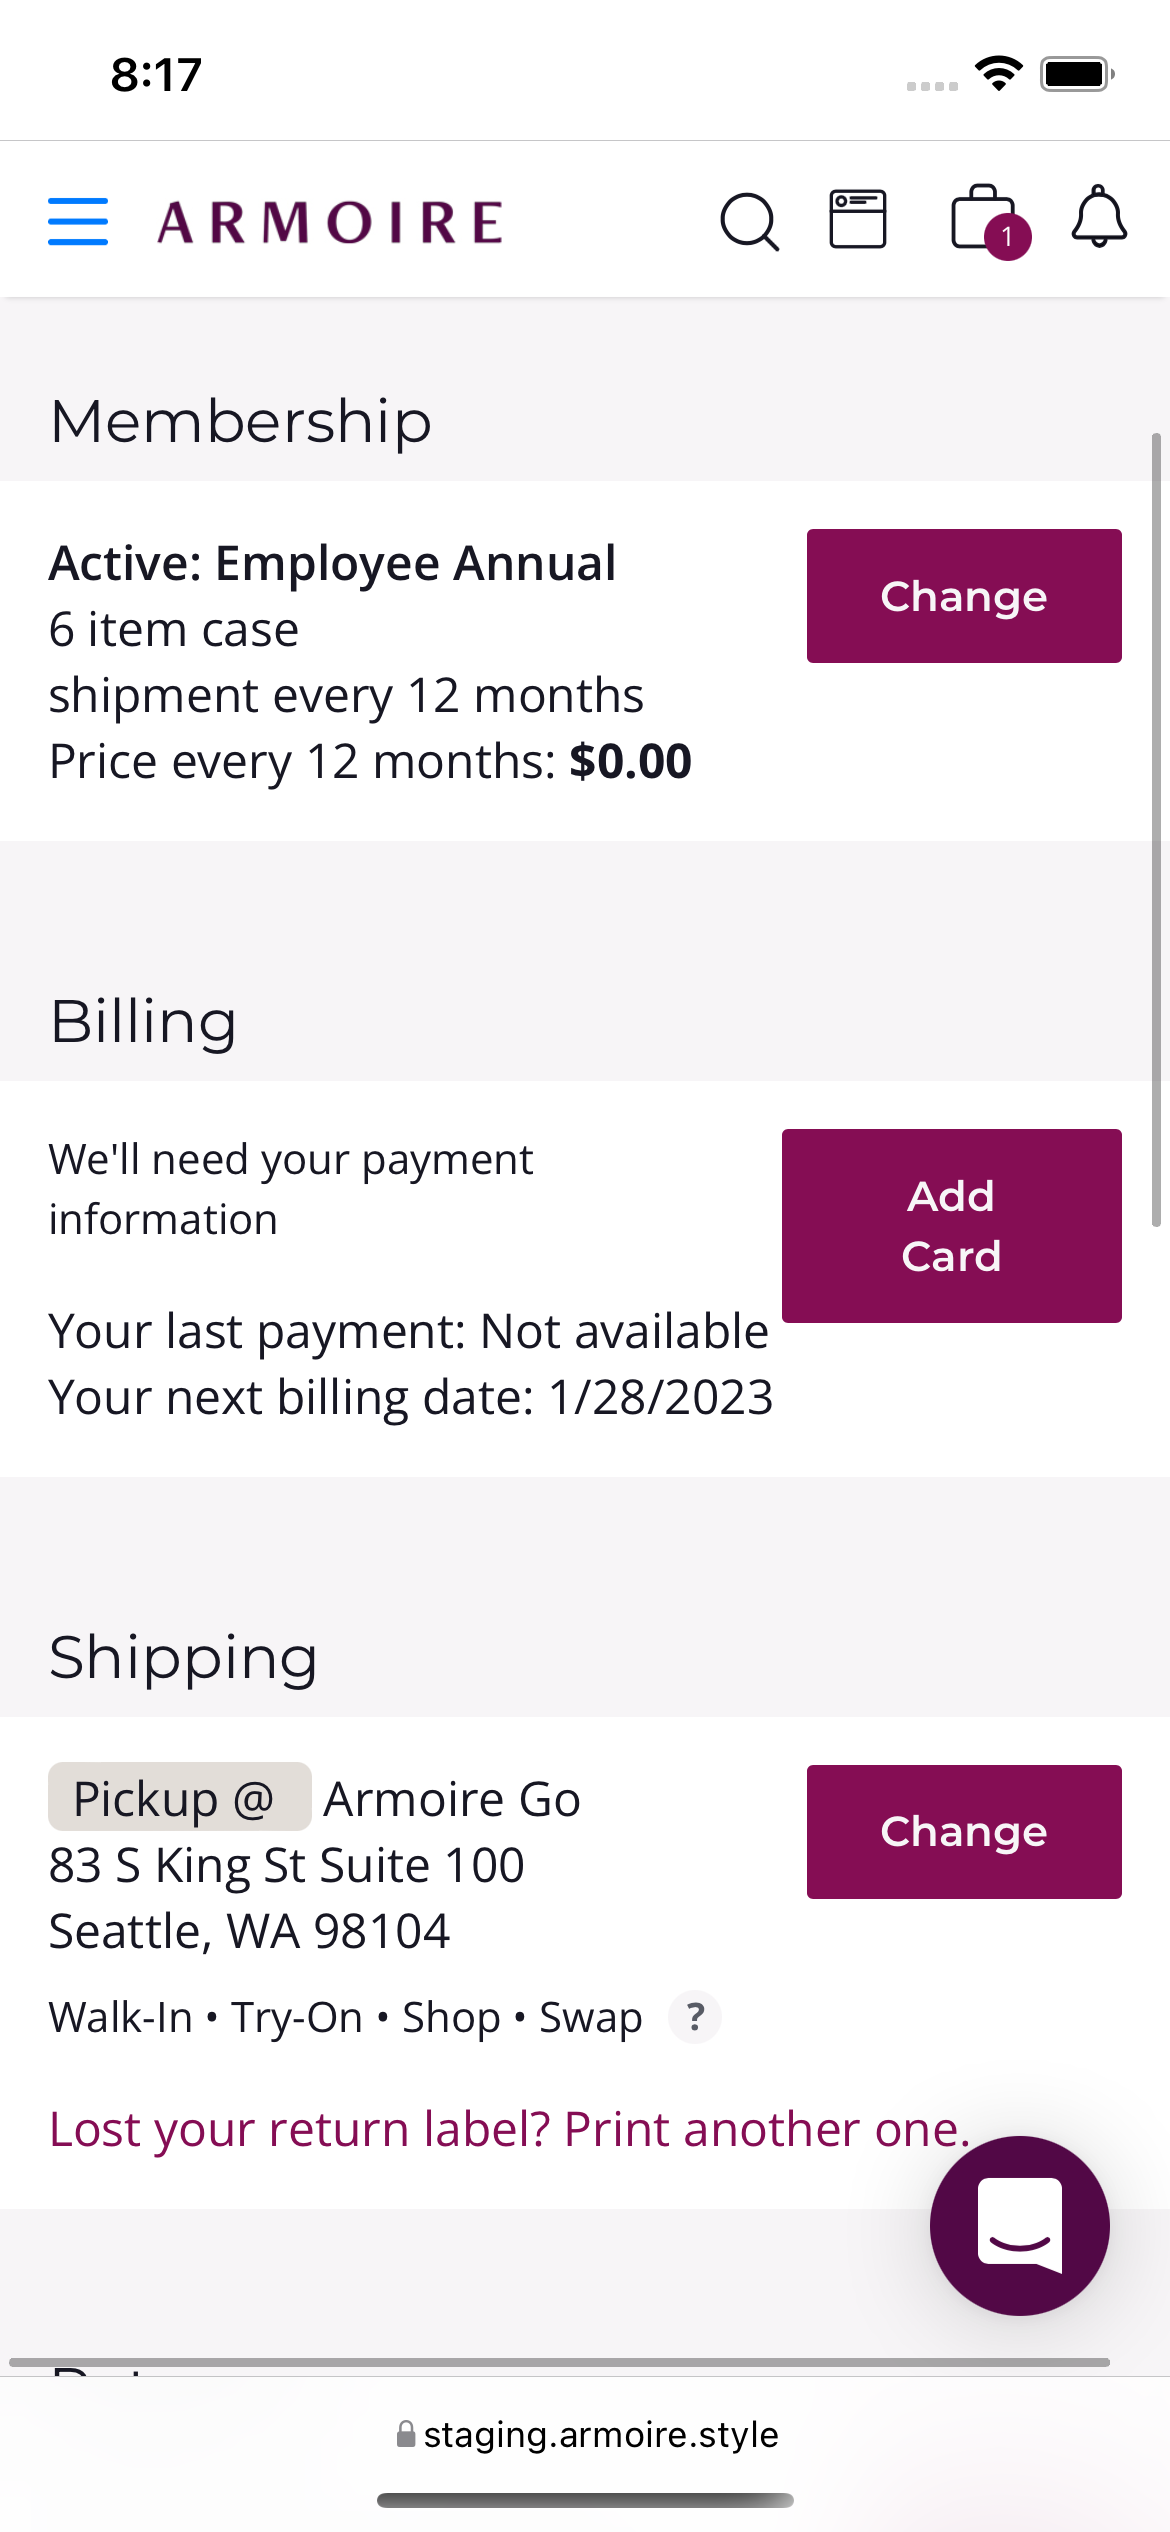 8:17
ARMOIRE
1
Membership
Active: Employee Annual
6 item case
shipment every 12 months
Price every 12 months: $0.00
Change
Billing
We'll need your payment
information
Add
Card
Your last payment: Not available
Your next billing date: 1/28/2023
Shipping
Pickup @ Armoire Go
83 S King St Suite 100
Seattle, WA 98104
Change
Walk-In • Try-On • Shop • Swap ?
Lost your return label? Print another one.
staging.armoire.style